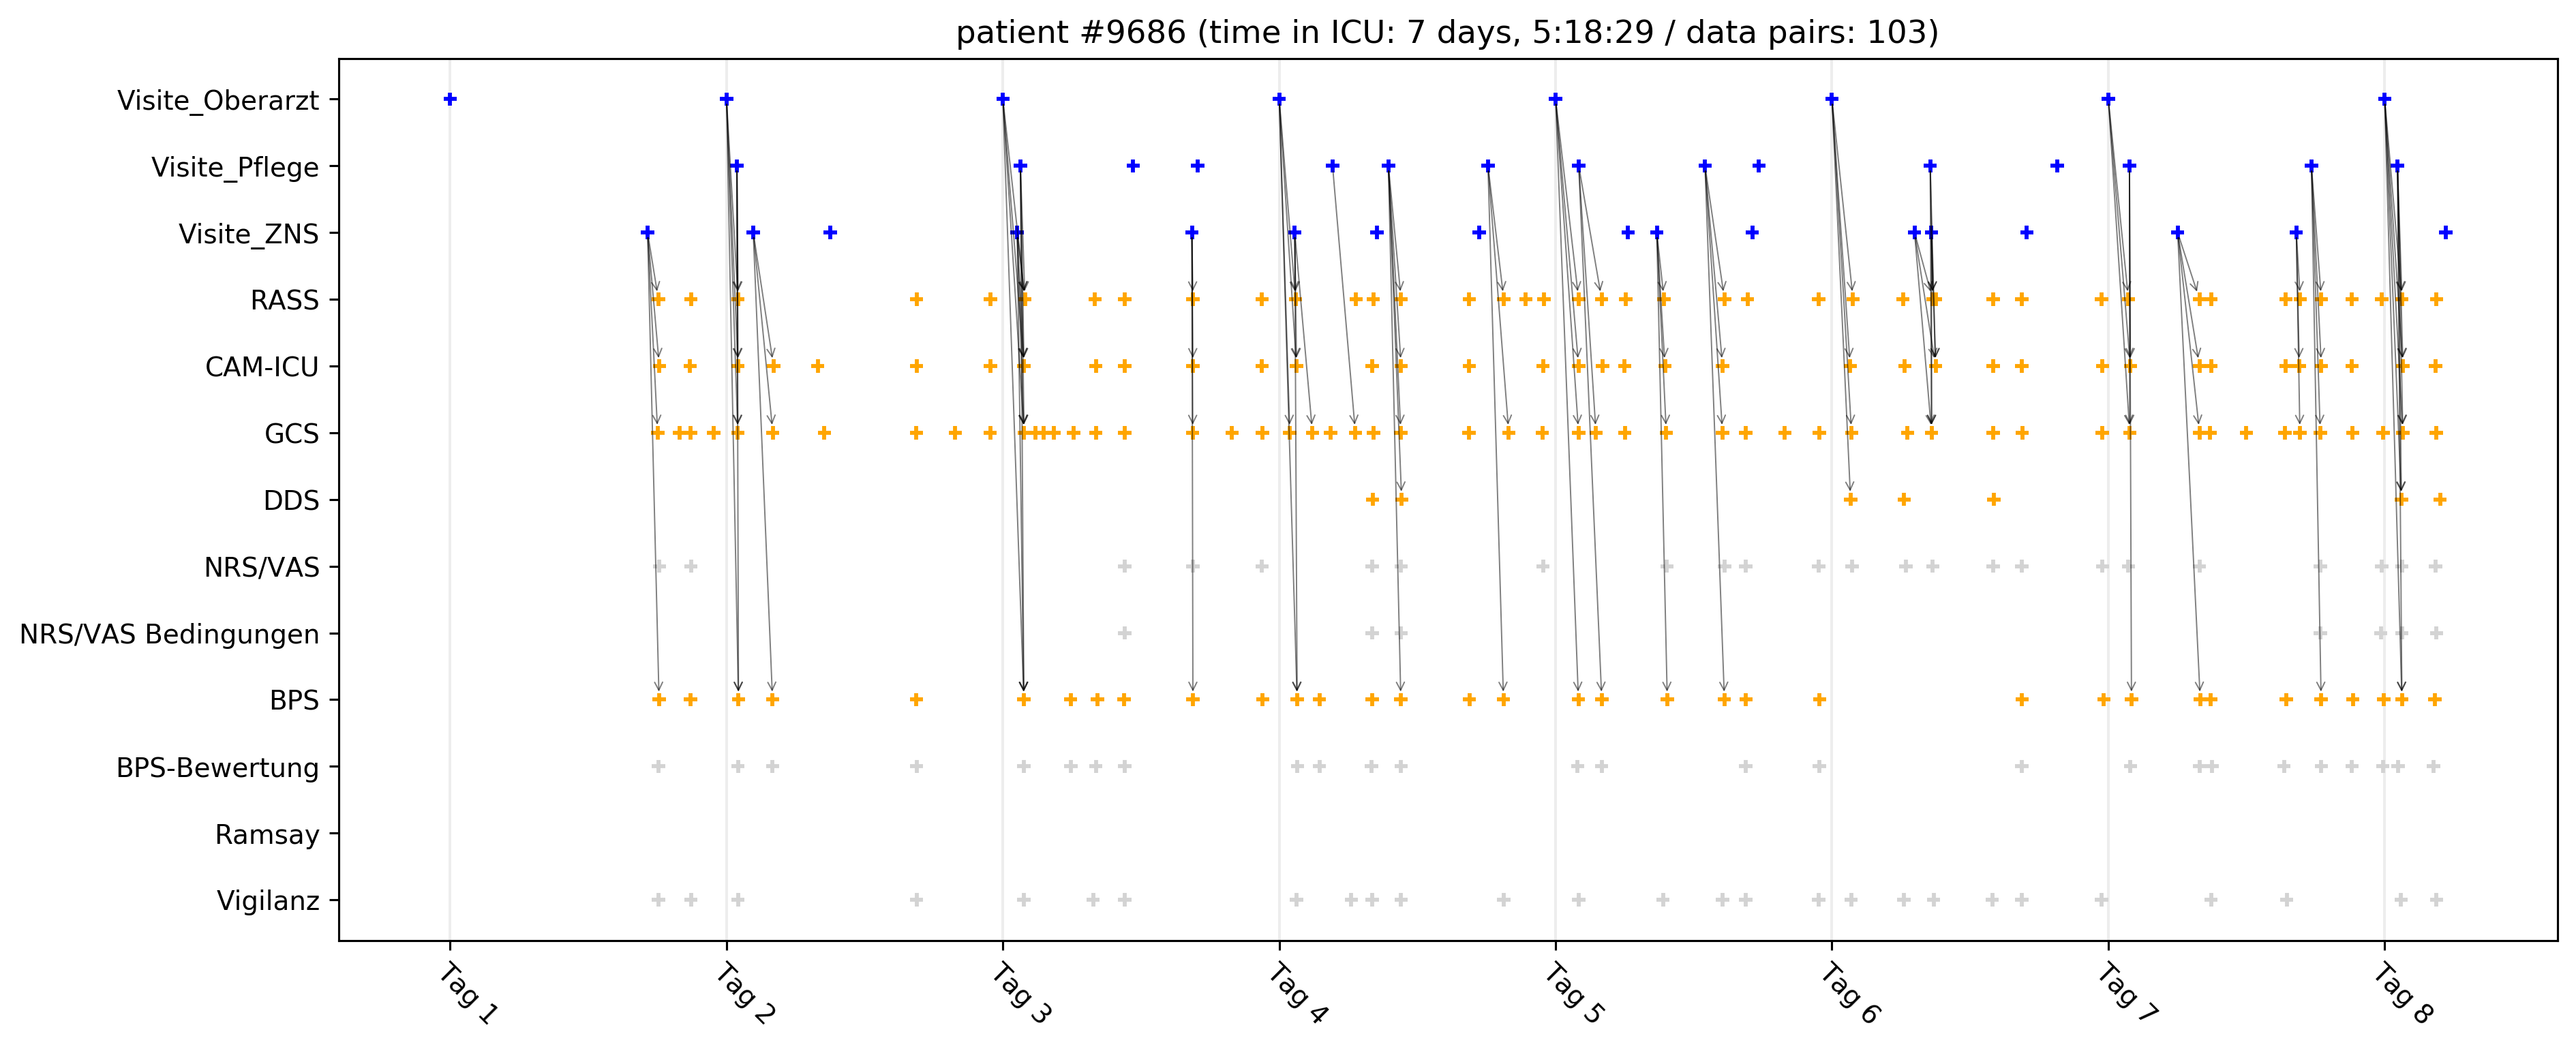 patient #9686 (time in ICU: 7 days, 5:18:29 / data pairs: 103)
Visite_Oberarzt
Visite_Pflege
Visite_ZNS
RASS
CAM-ICU
GCS
DDS
NRS/VAS
NRS/VAS Bedingungen
BPS
BPS-Bewertung
Ramsay
Vigilanz
Tag 1
Tag 2
Tag 3
Tag 4
Tag 5
Tag 6
Tag 7
Tag 8